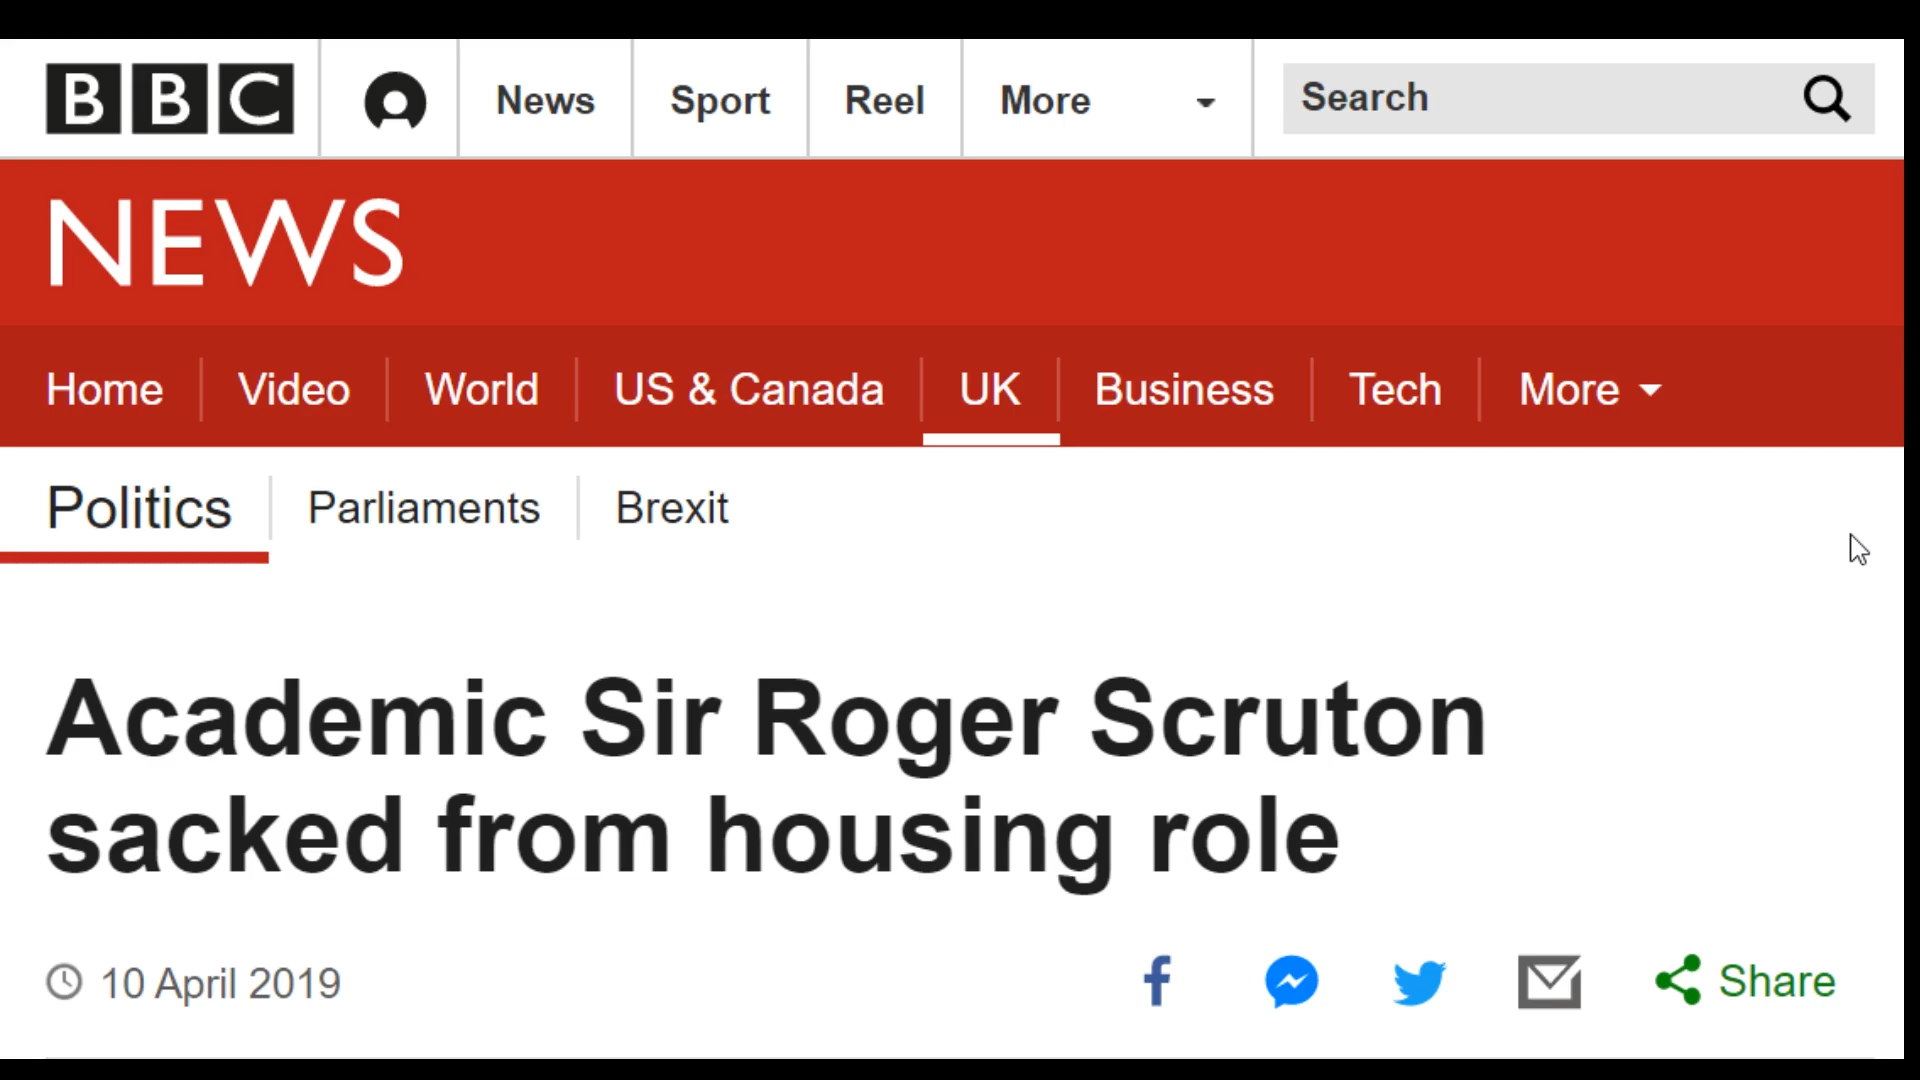 BBC News Sport Reel More Search
NEWS
Home Video World US & Canada UK Business Tech More
Politics Parliaments Brexit
Academic Sir Roger Scruton
sacked from housing role
10 April 2019 Share